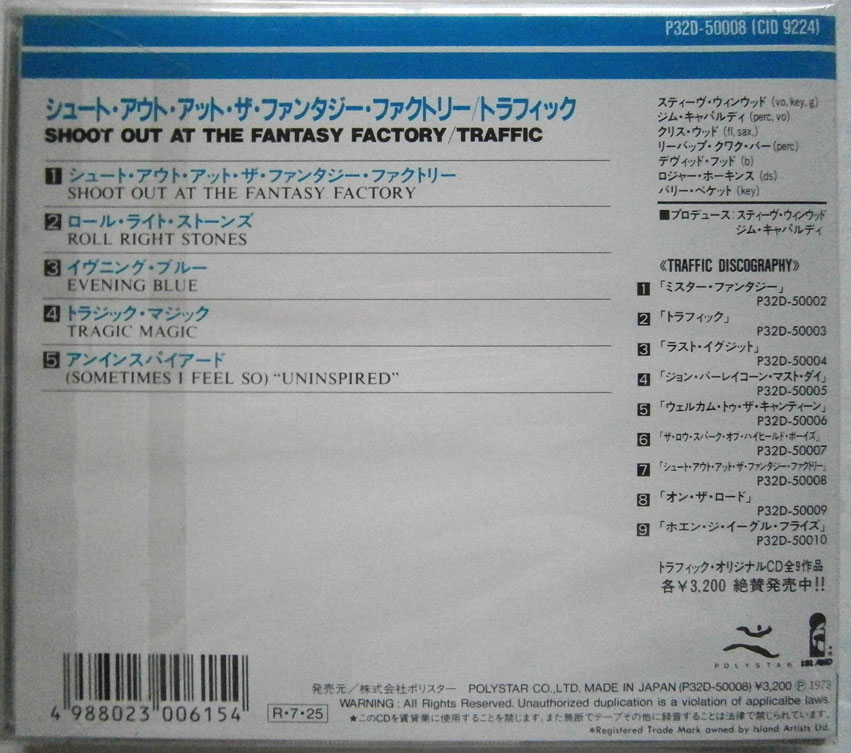 P32D-50008 (CID 9224)
シュート・アウト・アット・ザ・ファンタジー・ファクトリー/トラフィック
SHOOT OUT AT THE FANTASY FACTORY/TRAFFIC
1 シュート・アウト・アット・ザ・ファンタジー・ファクトリー
SHOOT OUT AT THE FANTASY FACTORY
2 ロール・ライト・ストーンズ
ROLL RIGHT STONES
3 イヴニング・ブルー
EVENING BLUE
4 トラジック・マジック
TRAGIC MAGIC
5 アンインスパイアード
(SOMETIMES I FEEL SO) “UNINSPIRED”
スティーヴ・ウィンウッド (vo, key, g)
ジム・キャパルディ (perc, vo)
クリス・ウッド (fl, sax,)
リーバップ・クワク・バー (perc)
デヴィッド・フッド (b)
ロジャー・ホーキンス (ds)
バリー・ベケット (key)
■プロデュース:スティーヴ・ウィンウッド
ジム・キャパルディ
《TRAFFIC DISCOGRAPHY》
1 「ミスター・ファンタジー」
P32D-50002
2 「トラフィック」
P32D-50003
3 「ラスト・イグジット」
P32D-50004
4 「ジョン・バーレイコーン・マスト・ダイ」
P32D-50005
5 「ウェルカム・トゥ・ザ・キャンティーン」
P32D-50006
6 「ザ・ロウ・スパーク・オブ・ハイヒールド・ボーイズ」
P32D-50007
7 「シュート・アウト・アット・ザ・ファンタジー・ファクトリー」
P32D-50008
8 「オン・ザ・ロード」
P32D-50009
9 「ホエン・ジ・イーグル・フライズ」
P32D-50010
トラフィック・オリジナルCD全9作品
各¥3,200 絶賛発売中!!
POLYSTAR
ISLAND
4 988023 006154
R・7・25
発売元/株式会社ポリスター POLYSTAR CO.,LTD. MADE IN JAPAN (P32D-50008) ¥3,200 Ⓟ 1973
WARNING : All Rights Reserved. Unauthorized duplication is a violation of applicalbe laws.
★このCDを賃貸業に使用することを禁じます。また無断でテープその他に録音することは法律で禁じられています。
*Registered Trade Mark owned by Island Artists Ltd.